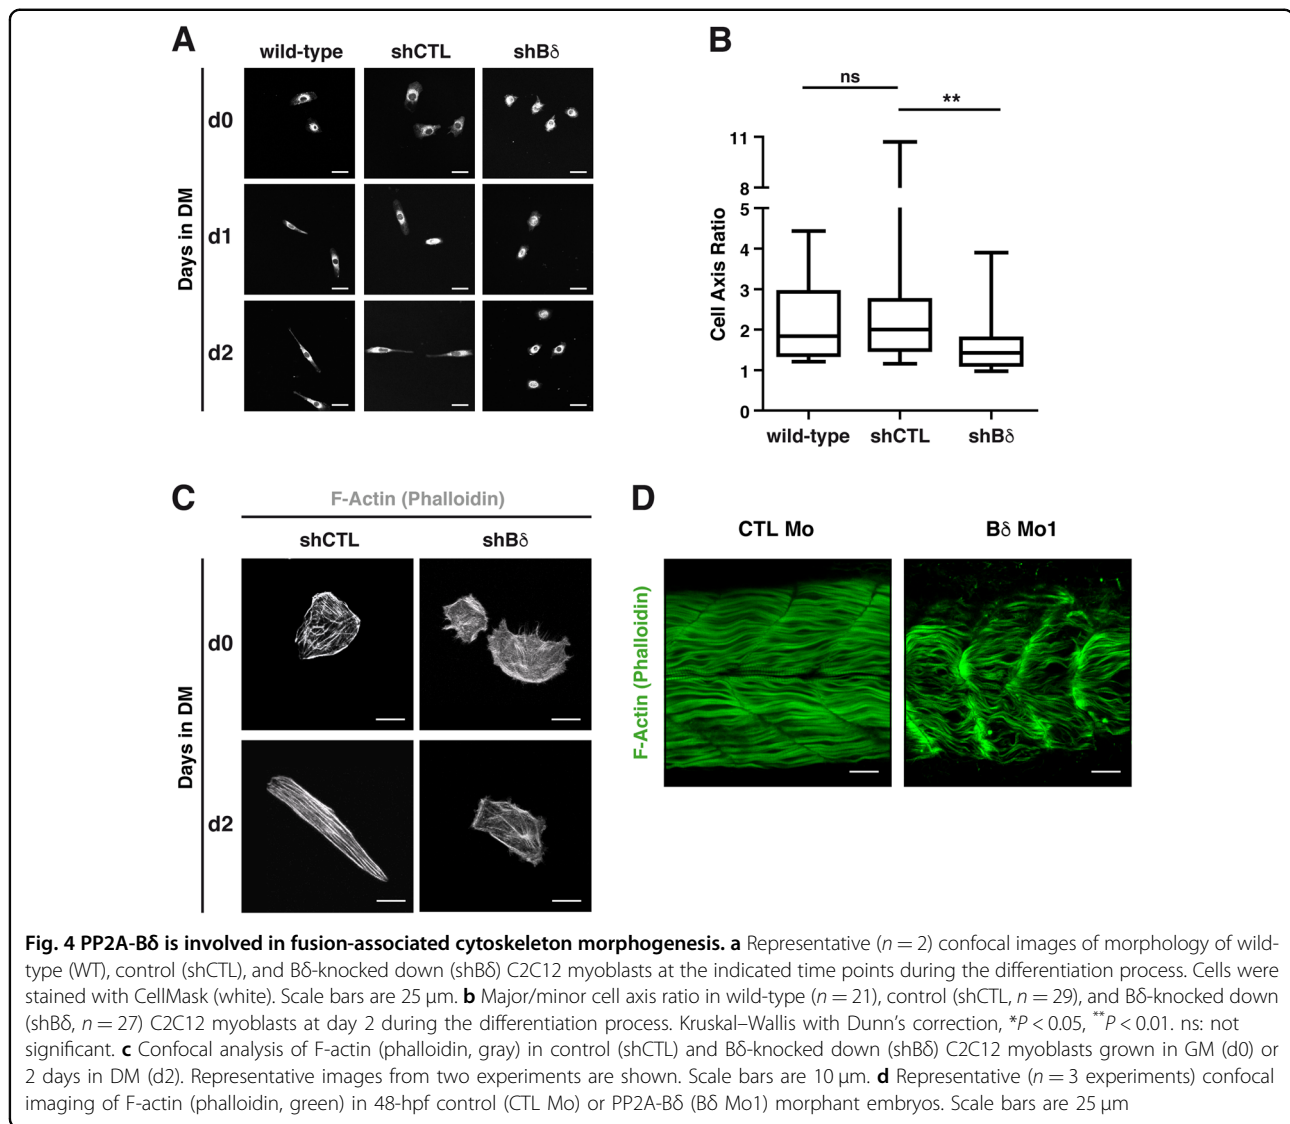 A
wild-type shCTL shBδ
d0
d1
d2
Days in DM
B
ns
**
11
8
5
4
3
2
1
0
Cell Axis Ratio
wild-type shCTL shBδ
C
F-Actin (Phalloidin)
shCTL shBδ
d0
d2
Days in DM
D
CTL Mo Bδ Mo1
F-Actin (Phalloidin)
Fig. 4 PP2A-Bδ is involved in fusion-associated cytoskeleton morphogenesis. a Representative (n = 2) confocal images of morphology of wild-
type (WT), control (shCTL), and Bδ-knocked down (shBδ) C2C12 myoblasts at the indicated time points during the differentiation process. Cells were
stained with CellMask (white). Scale bars are 25 μm. b Major/minor cell axis ratio in wild-type (n = 21), control (shCTL, n = 29), and Bδ-knocked down
(shBδ, n = 27) C2C12 myoblasts at day 2 during the differentiation process. Kruskal–Wallis with Dunn's correction, *P < 0.05, **P < 0.01. ns: not
significant. c Confocal analysis of F-actin (phalloidin, gray) in control (shCTL) and Bδ-knocked down (shBδ) C2C12 myoblasts grown in GM (d0) or
2 days in DM (d2). Representative images from two experiments are shown. Scale bars are 10 μm. d Representative (n = 3 experiments) confocal
imaging of F-actin (phalloidin, green) in 48-hpf control (CTL Mo) or PP2A-Bδ (Bδ Mo1) morphant embryos. Scale bars are 25 μm